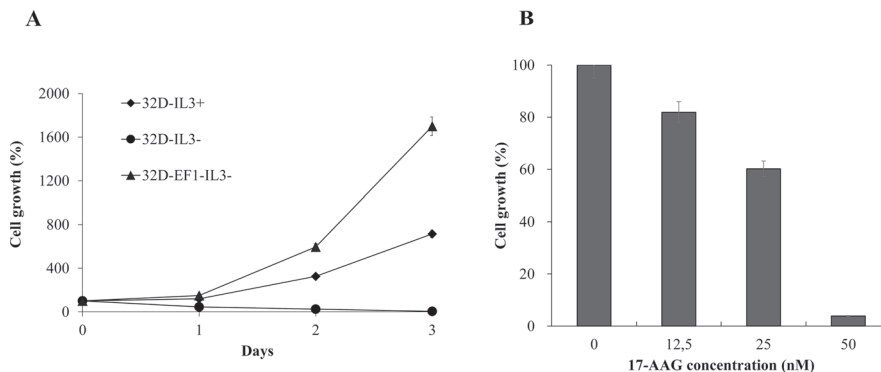 A
Cell growth (%)
2000
1600
800
400
0
32D-IL3+
32D-IL3-
32D-EF1-IL3-
0 1 2 3
Days
B
Cell growth (%)
100
80
60
40
20
0
0 12,5 25 50
17-AAG concentration (nM)